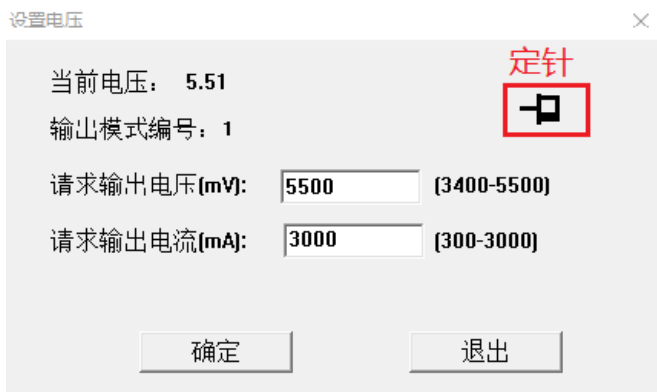 设置电压
定针
当前电压： 5.51
输出模式编号：1
请求输出电压(mV): 5500 (3400-5500)
请求输出电流(mA): 3000 (300-3000)
确定 退出